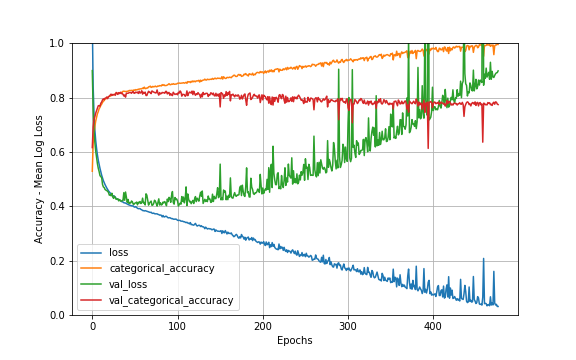 1.0
0.8
0.6
0.4
0.2
0.0
Accuracy - Mean Log Loss
loss
categorical_accuracy
val_loss
val_categorical_accuracy
0
100
200
300
400
Epochs